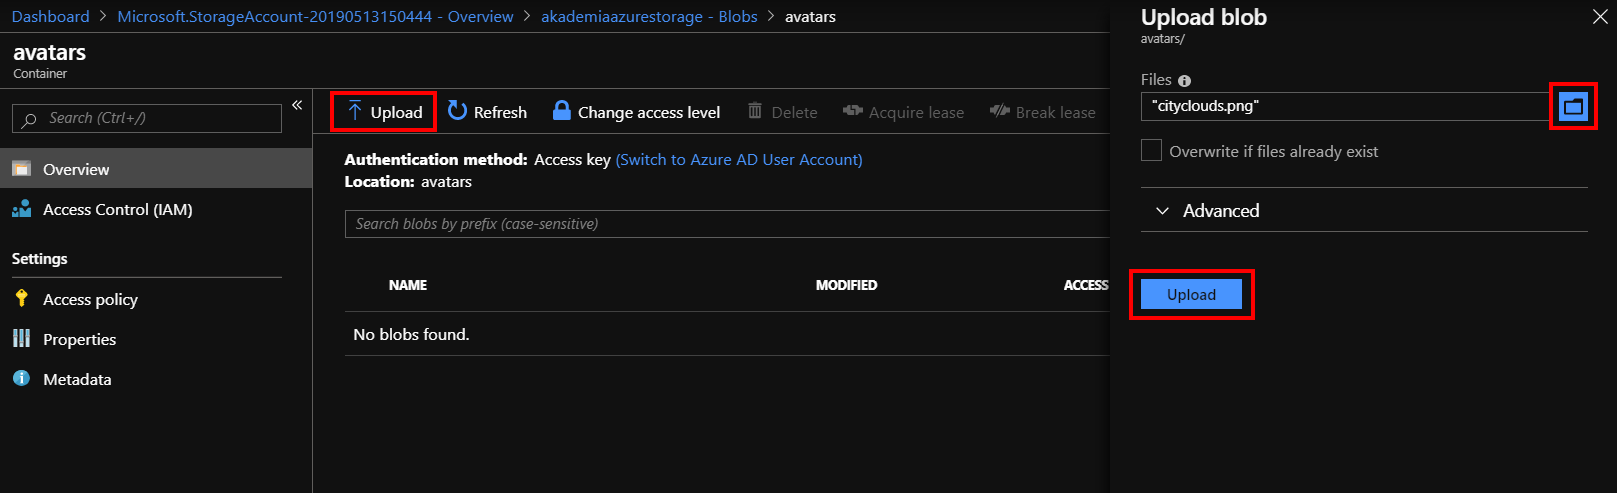 Dashboard > Microsoft.StorageAccount-20190513150444 - Overview > akademiaazurestorage - Blobs > avatars
avatars
Container
Search (Ctrl+/)
«
Overview
Access Control (IAM)
Settings
Access policy
Properties
Metadata
Upload Refresh Change access level Delete Acquire lease Break lease
Authentication method: Access key (Switch to Azure AD User Account)
Location: avatars
Search blobs by prefix (case-sensitive)
NAME MODIFIED ACCESS
No blobs found.
Upload blob
avatars/
Files
"cityclouds.png"
Overwrite if files already exist
Advanced
Upload